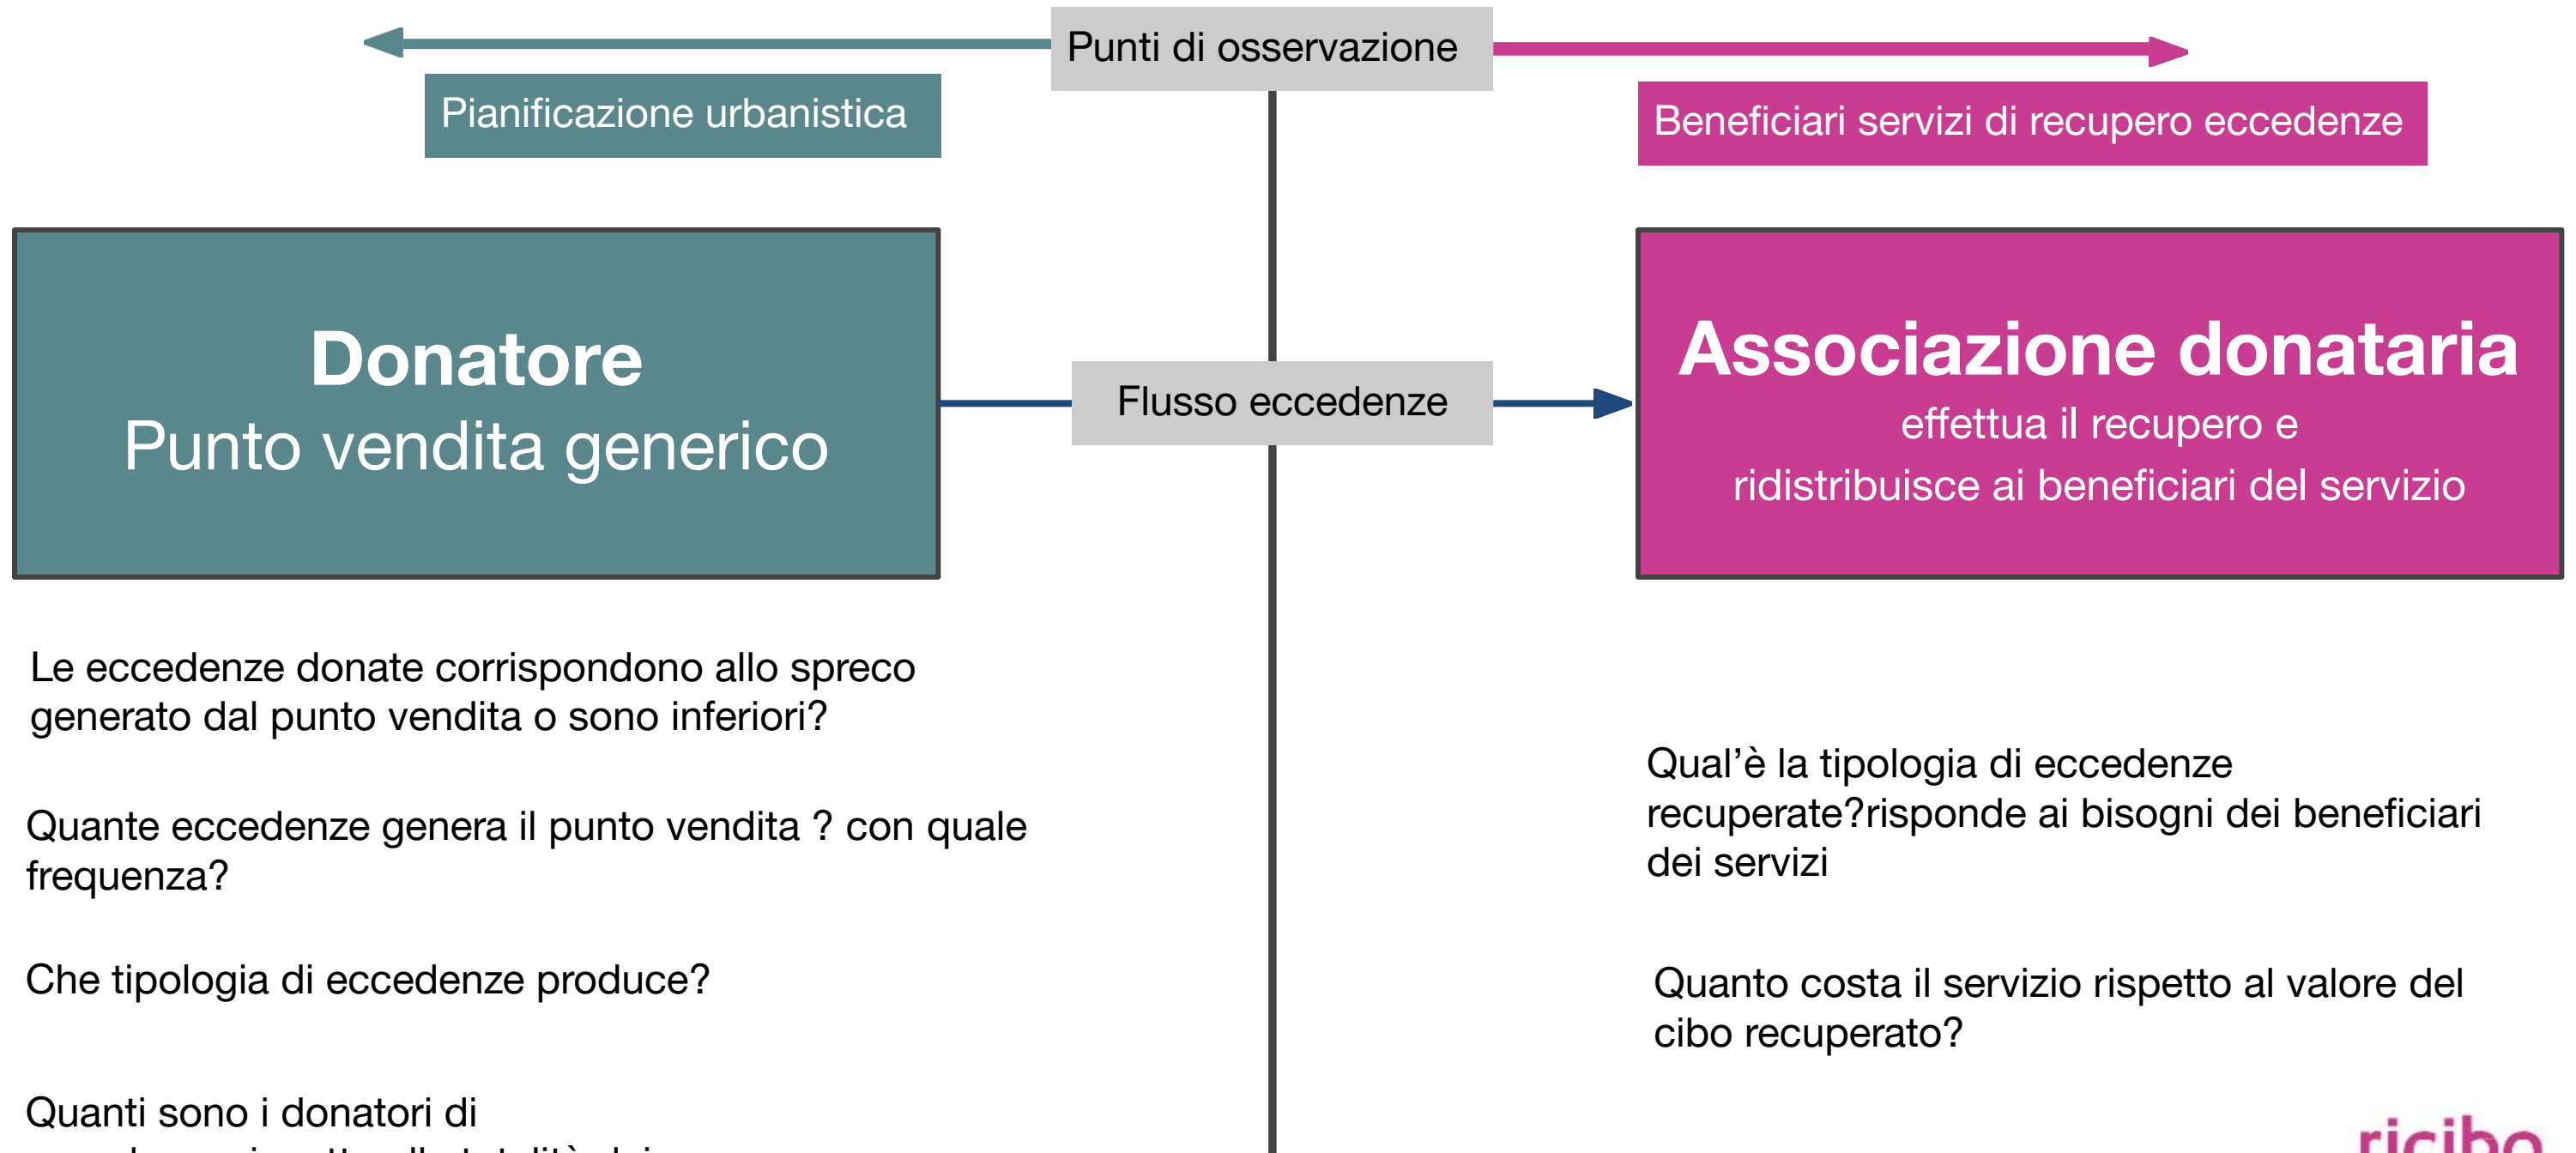 Punti di osservazione
Pianificazione urbanistica
Beneficiari servizi di recupero eccedenze
Donatore
Punto vendita generico
Flusso eccedenze
Associazione donataria
effettua il recupero e
ridistribuisce ai beneficiari del servizio
Le eccedenze donate corrispondono allo spreco
generato dal punto vendita o sono inferiori?
Quante eccedenze genera il punto vendita ? con quale
frequenza?
Che tipologia di eccedenze produce?
Quanti sono i donatori di
Qual’è la tipologia di eccedenze
recuperate?risponde ai bisogni dei beneficiari
dei servizi
Quanto costa il servizio rispetto al valore del
cibo recuperato?
ricibo